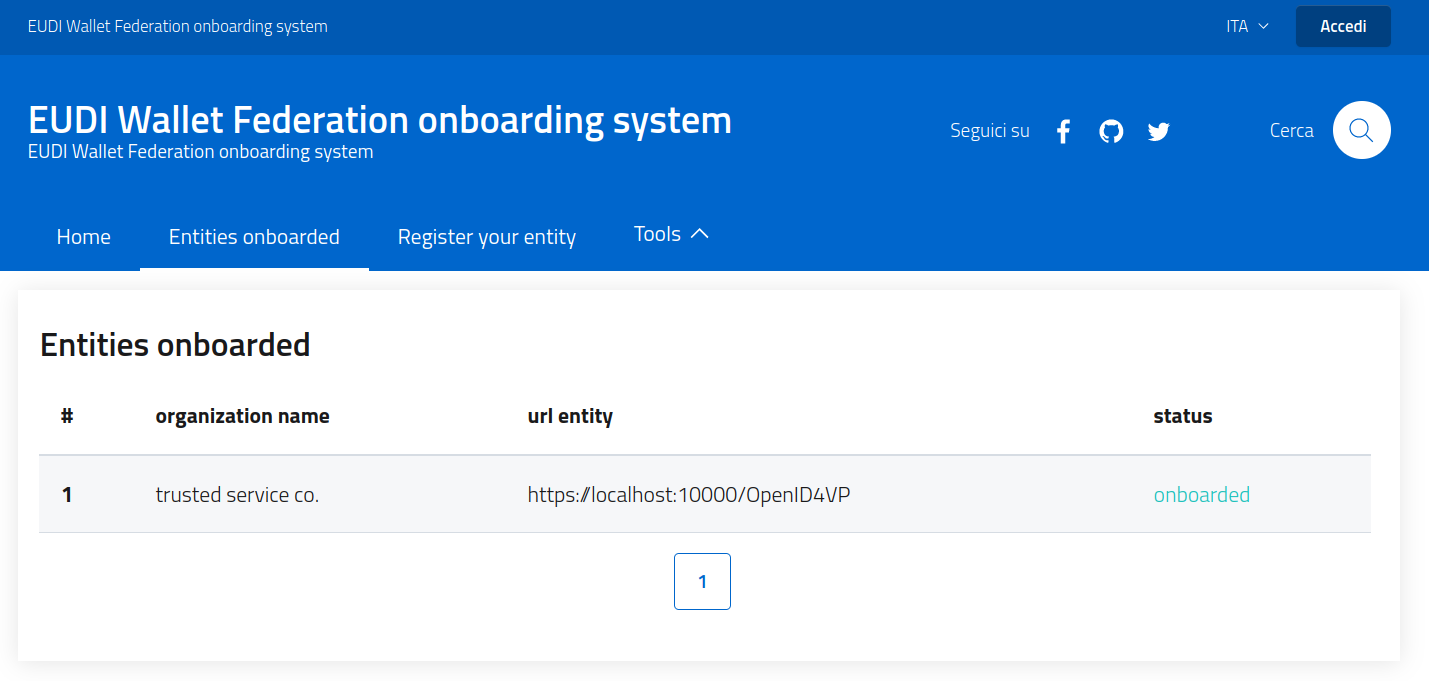 EUDI Wallet Federation onboarding system
ITA
Accedi
EUDI Wallet Federation onboarding system
EUDI Wallet Federation onboarding system
Seguici su
Cerca
Home
Entities onboarded
Register your entity
Tools
Entities onboarded
# organization name url entity status
1 trusted service co. https://localhost:10000/OpenID4VP onboarded
1